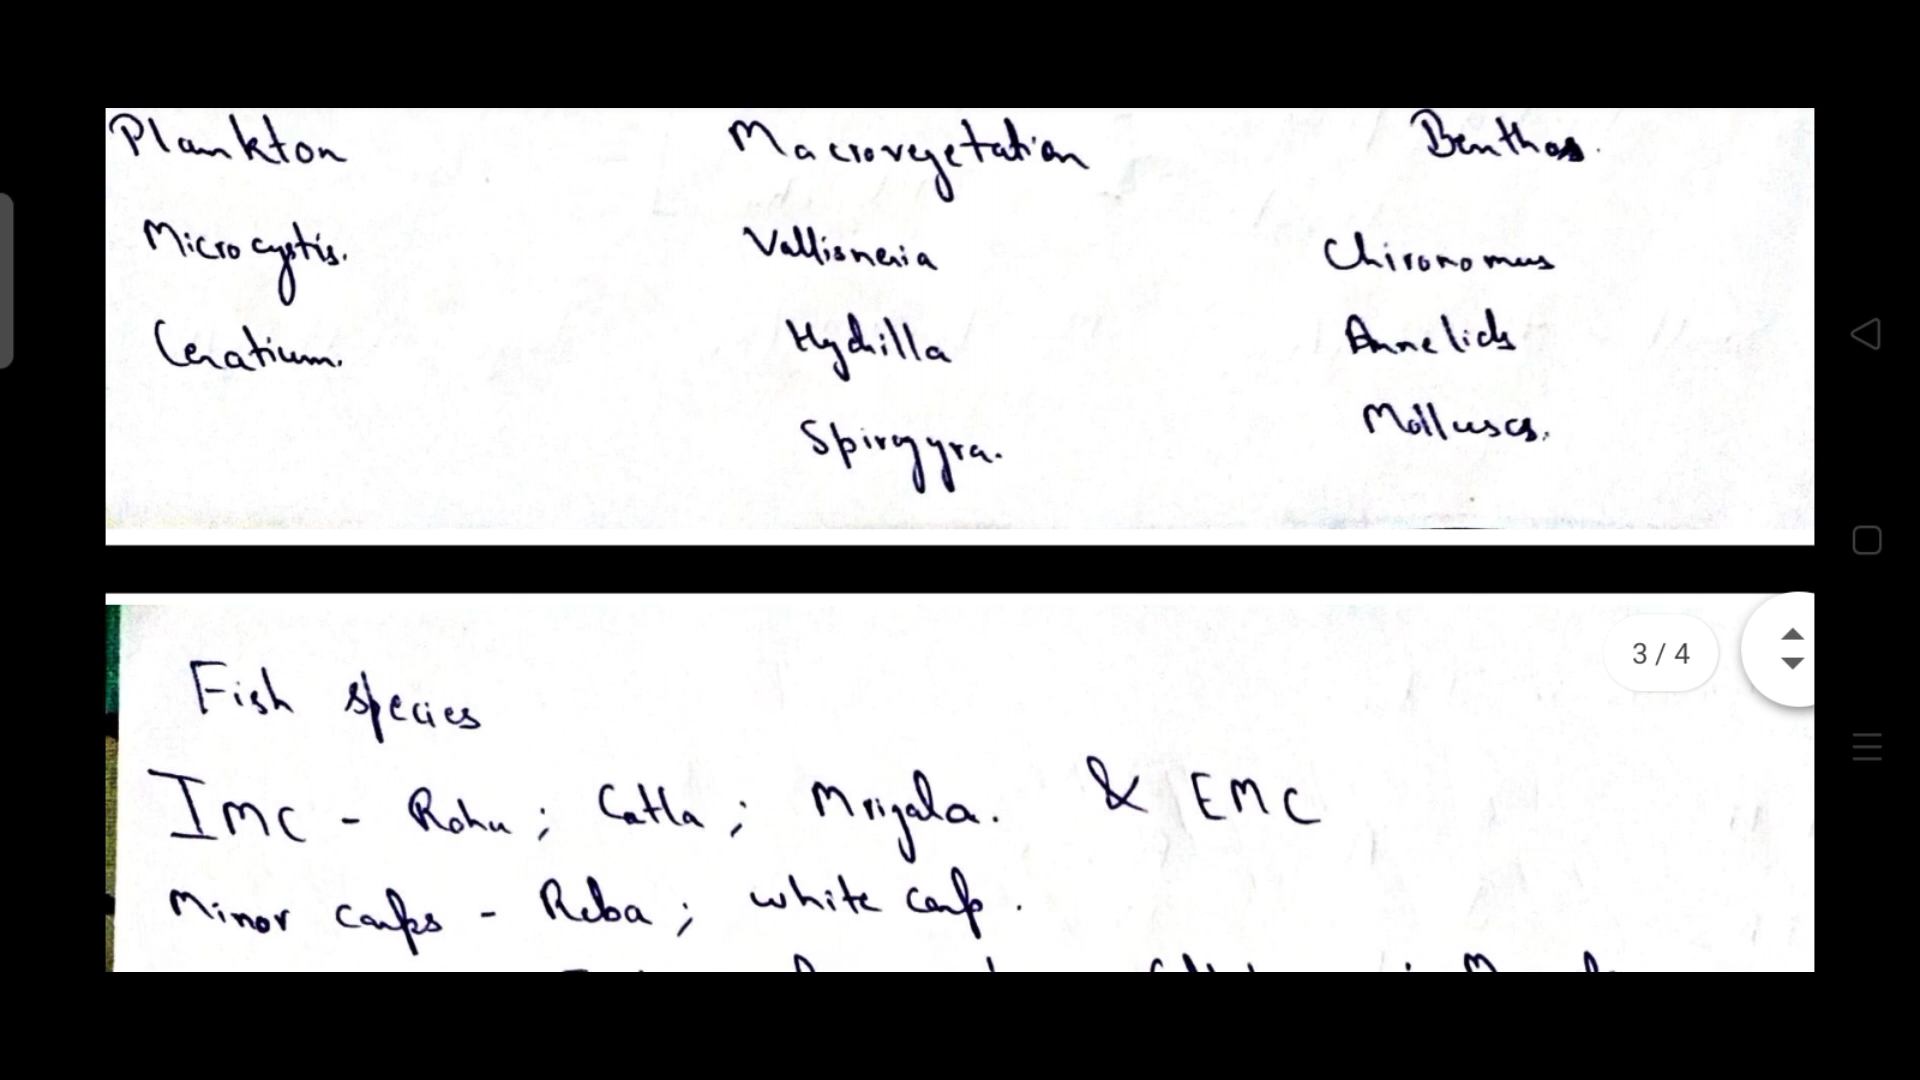 Plankton Macrovegetation Benthos.
Microcystis. Vallisneria Chironomus
Ceratium. Hydrilla Annelids
Spirogyra. Molluscs.
3 / 4
Fish species
IMC - Rohu ; Catla ; Mrigala. & EMC
Minor carps - Reba ; white carp.